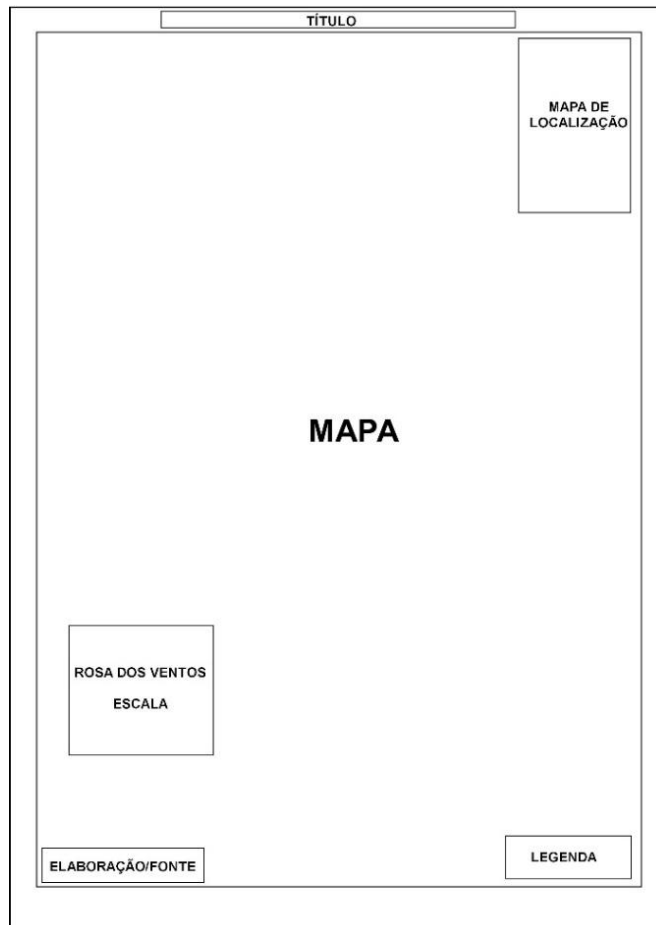 TÍTULO
MAPA DE
LOCALIZAÇÃO
MAPA
ROSA DOS VENTOS
ESCALA
ELABORAÇÃO/FONTE
LEGENDA